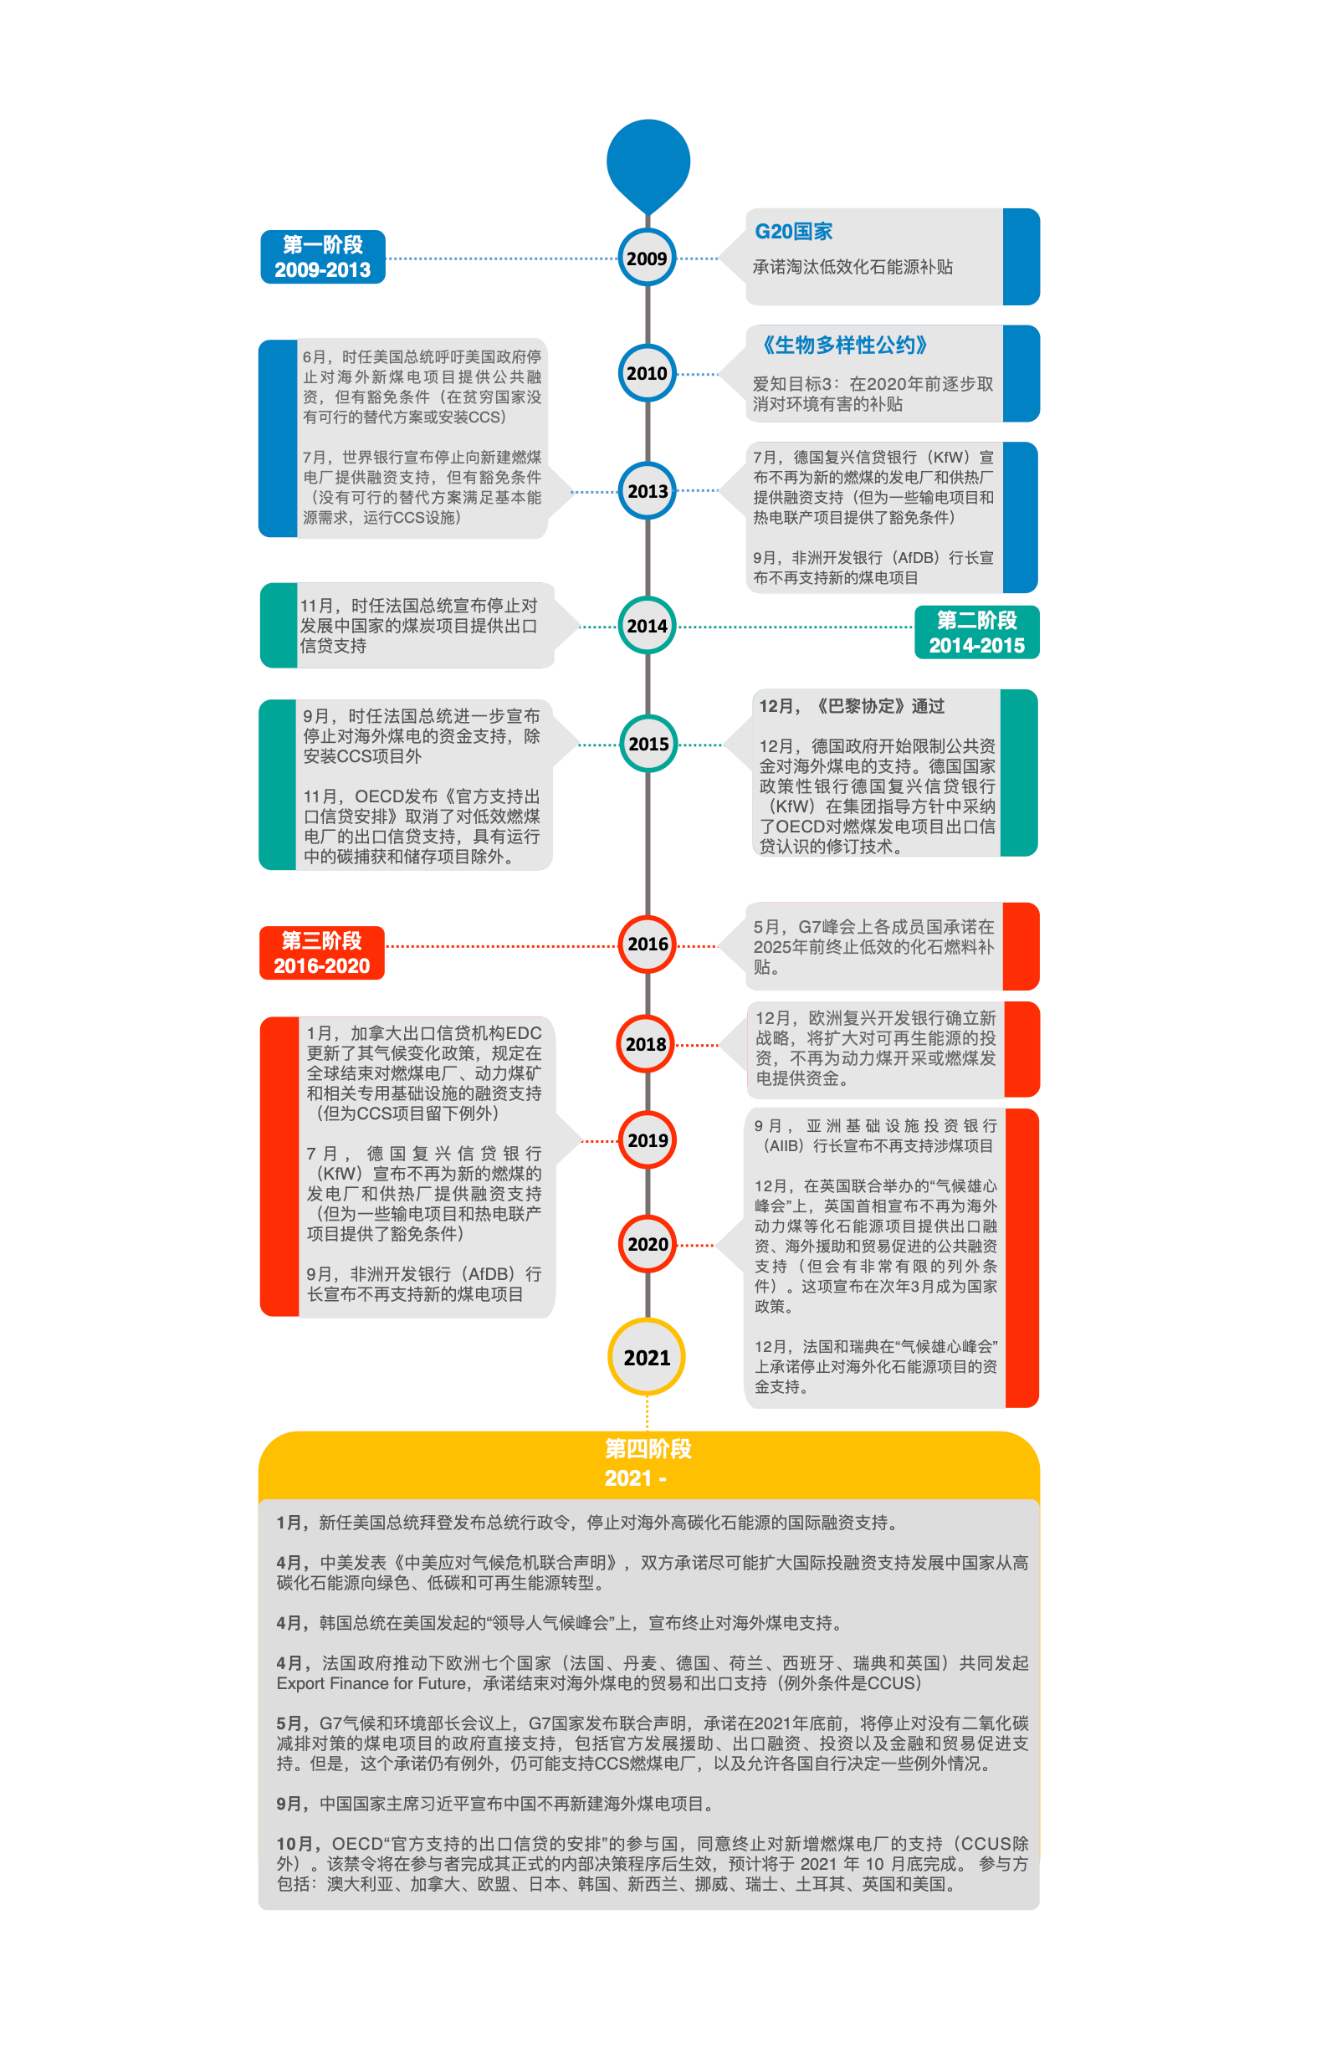 第一阶段
2009-2013
2009
G20国家
承诺淘汰低效化石能源补贴
2010
《生物多样性公约》
爱知目标3：在2020年前逐步取
消对环境有害的补贴
6月，时任美国总统呼吁美国政府停
止对海外新煤电项目提供公共融
资，但有豁免条件（在贫穷国家没
有可行的替代方案或安装CCS）
7月，世界银行宣布停止向新建燃煤
电厂提供融资支持，但有豁免条件
（没有可行的替代方案满足基本能
源需求，运行CCS设施）
2013
7月，德国复兴信贷银行（KfW）宣
布不再为新的燃煤的发电厂和供热厂
提供融资支持（但为一些输电项目和
热电联产项目提供了豁免条件）
9月，非洲开发银行（AfDB）行长宣
布不再支持新的煤电项目
11月，时任法国总统宣布停止对
发展中国家的煤炭项目提供出口
信贷支持
2014
第二阶段
2014-2015
9月，时任法国总统进一步宣布
停止对海外煤电的资金支持，除
安装CCS项目外
11月，OECD发布《官方支持出
口信贷安排》取消了对低效燃煤
电厂的出口信贷支持，具有运行
中的碳捕获和储存项目除外。
2015
12月，《巴黎协定》通过
12月，德国政府开始限制公共资
金对海外煤电的支持。德国国家
政策性银行德国复兴信贷银行
（KfW）在集团指导方针中采纳
了OECD对燃煤发电项目出口信
贷认识的修订技术。
第三阶段
2016-2020
2016
5月，G7峰会上各成员国承诺在
2025年前终止低效的化石燃料补
贴。
2018
12月，欧洲复兴开发银行确立新
战略，将扩大对可再生能源的投
资，不再为动力煤开采或燃煤发
电提供资金。
1月，加拿大出口信贷机构EDC
更新了其气候变化政策，规定在
全球结束对燃煤电厂、动力煤矿
和相关专用基础设施的融资支持
（但为CCS项目留下例外）
7月，德国复兴信贷银行
（KfW）宣布不再为新的燃煤的
发电厂和供热厂提供融资支持
（但为一些输电项目和热电联产
项目提供了豁免条件）
9月，非洲开发银行（AfDB）行
长宣布不再支持新的煤电项目
2019
2020
9月，亚洲基础设施投资银行
（AIIB）行长宣布不再支持涉煤项目
12月，在英国联合举办的“气候雄心
峰会”上，英国首相宣布不再为海外
动力煤等化石能源项目提供出口融
资、海外援助和贸易促进的公共融资
支持（但会有非常有限的列外条
件）。这项宣布在次年3月成为国家
政策。
12月，法国和瑞典在“气候雄心峰会”
上承诺停止对海外化石能源项目的资
金支持。
2021
第四阶段
2021 -
1月，新任美国总统拜登发布总统行政令，停止对海外高碳化石能源的国际融资支持。
4月，中美发表《中美应对气候危机联合声明》，双方承诺尽可能扩大国际投融资支持发展中国家从高
碳化石能源向绿色、低碳和可再生能源转型。
4月，韩国总统在美国发起的“领导人气候峰会”上，宣布终止对海外煤电支持。
4月，法国政府推动下欧洲七个国家（法国、丹麦、德国、荷兰、西班牙、瑞典和英国）共同发起
Export Finance for Future，承诺结束对海外煤电的贸易和出口支持（例外条件是CCUS）
5月，G7气候和环境部长会议上，G7国家发布联合声明，承诺在2021年底前，将停止对没有二氧化碳
减排对策的煤电项目的政府直接支持，包括官方发展援助、出口融资、投资以及金融和贸易促进支
持。但是，这个承诺仍有例外，仍可能支持CCS燃煤电厂，以及允许各国自行决定一些例外情况。
9月，中国国家主席习近平宣布中国不再新建海外煤电项目。
10月，OECD“官方支持的出口信贷的安排”的参与国，同意终止对新增燃煤电厂的支持（CCUS除
外）。该禁令将在参与者完成其正式的内部决策程序后生效，预计将于 2021 年 10 月底完成。 参与方
包括：澳大利亚、加拿大、欧盟、日本、韩国、新西兰、挪威、瑞士、土耳其、英国和美国。